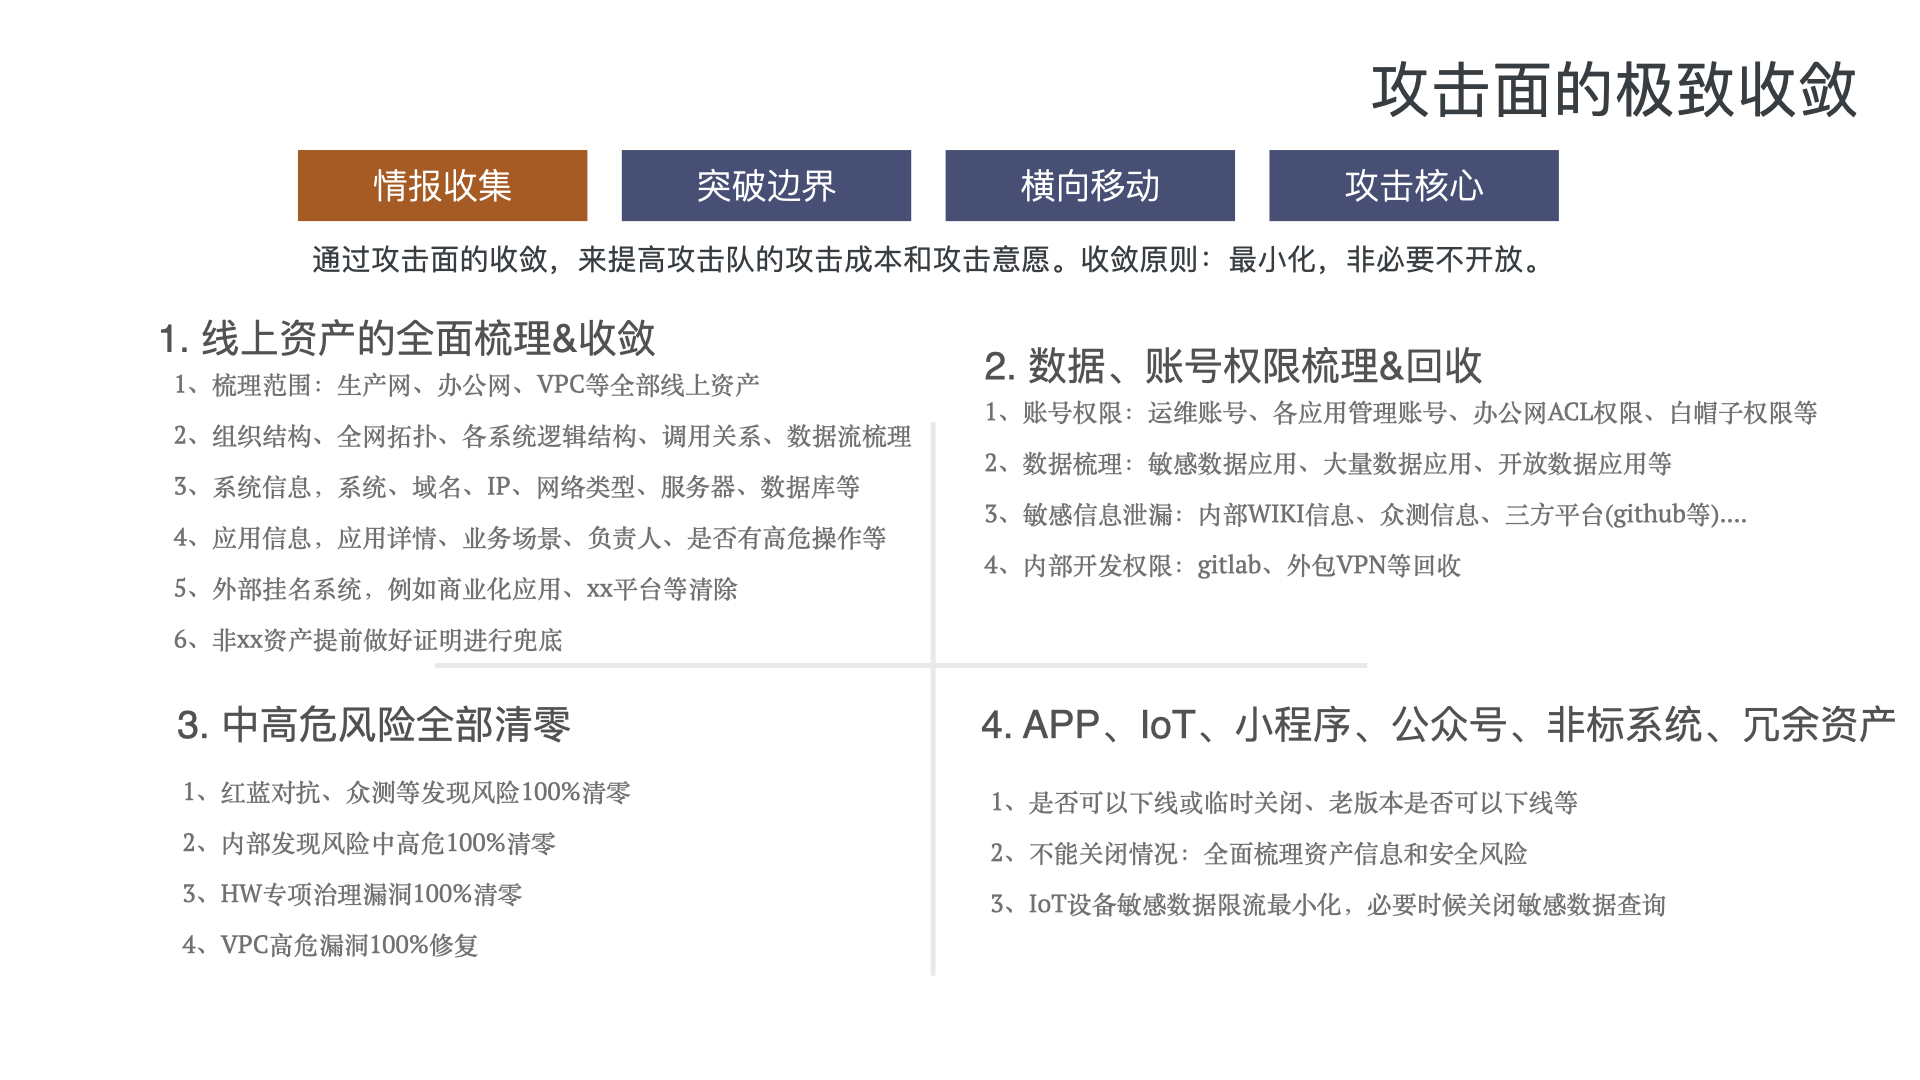 攻击面的极致收敛
情报收集
突破边界
横向移动
攻击核心
通过攻击面的收敛，来提高攻击队的攻击成本和攻击意愿。收敛原则：最小化，非必要不开放。
1. 线上资产的全面梳理&收敛
1、梳理范围：生产网、办公网、VPC等全部线上资产
2、组织结构、全网拓扑、各系统逻辑结构、调用关系、数据流梳理
3、系统信息，系统、域名、IP、网络类型、服务器、数据库等
4、应用信息，应用详情、业务场景、负责人、是否有高危操作等
5、外部挂名系统，例如商业化应用、xx平台等清除
6、非xx资产提前做好证明进行兜底
2. 数据、账号权限梳理&回收
1、账号权限：运维账号、各应用管理账号、办公网ACL权限、白帽子权限等
2、数据梳理：敏感数据应用、大量数据应用、开放数据应用等
3、敏感信息泄漏：内部WIKI信息、众测信息、三方平台(github等)....
4、内部开发权限：gitlab、外包VPN等回收
3. 中高危风险全部清零
1、红蓝对抗、众测等发现风险100%清零
2、内部发现风险中高危100%清零
3、HW专项治理漏洞100%清零
4、VPC高危漏洞100%修复
4. APP、IoT、小程序、公众号、非标系统、冗余资产
1、是否可以下线或临时关闭、老版本是否可以下线等
2、不能关闭情况：全面梳理资产信息和安全风险
3、IoT设备敏感数据限流最小化，必要时候关闭敏感数据查询